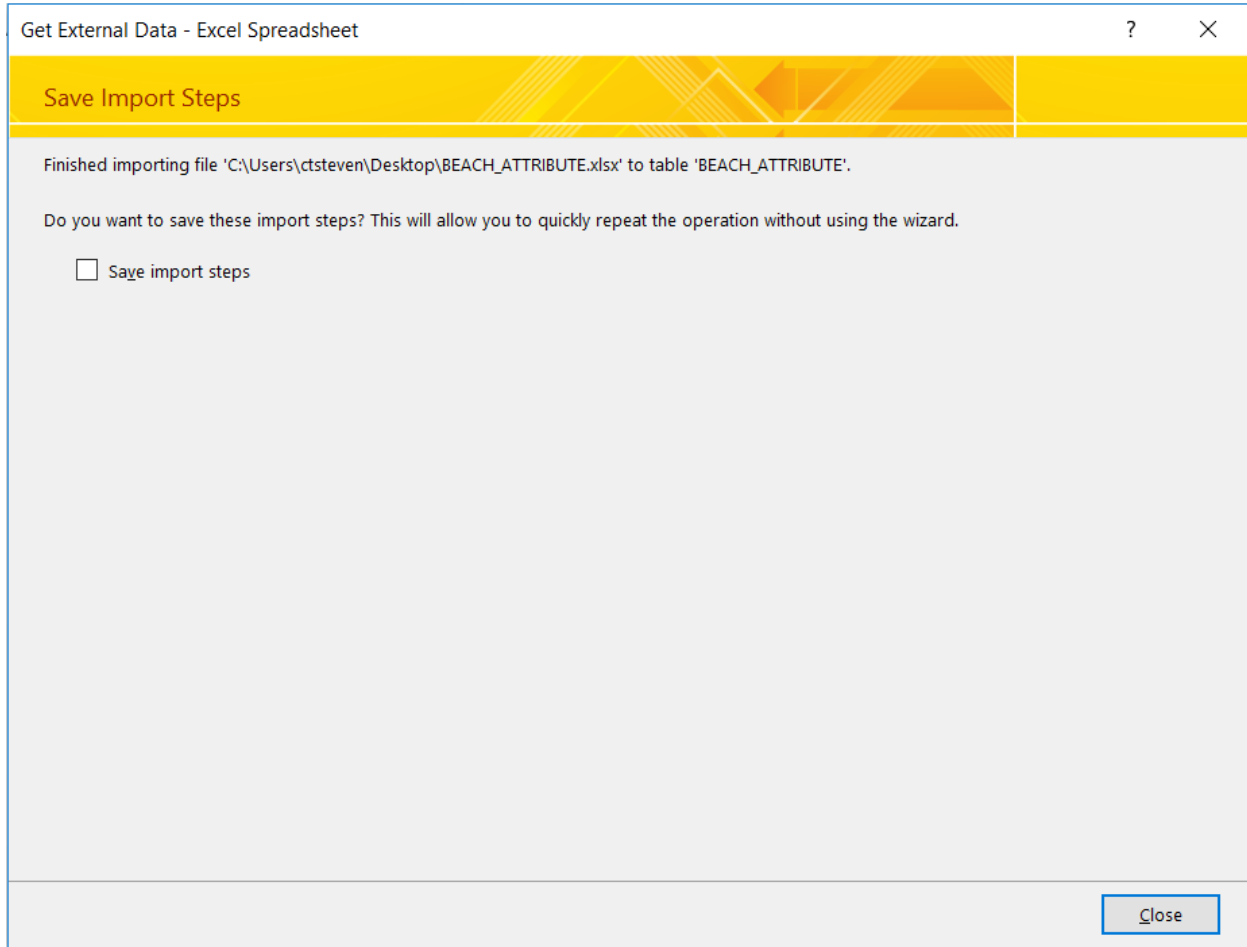 Get External Data - Excel Spreadsheet ?
Save Import Steps
Finished importing file 'C:\Users\ctsteven\Desktop\BEACH_ATTRIBUTE.xlsx' to table 'BEACH_ATTRIBUTE'.
Do you want to save these import steps? This will allow you to quickly repeat the operation without using the wizard.
Save import steps
Close